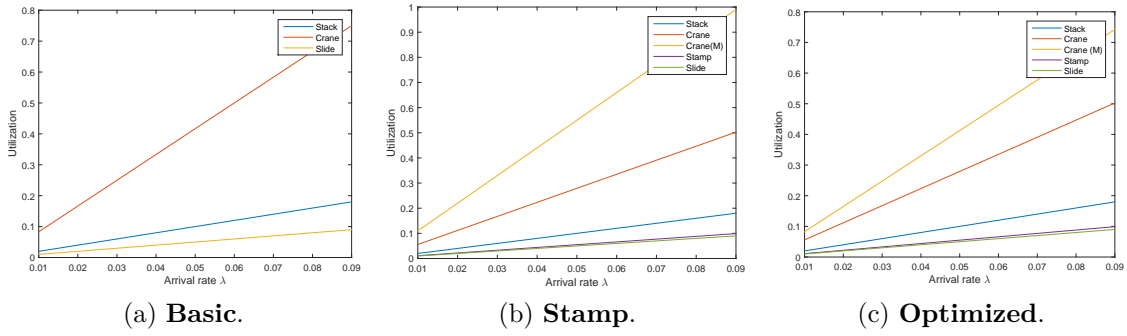 0.8
0.7
0.6
0.5
0.4
0.3
0.2
0.1
0
Utilization
Stack
Crane
Slide
0.01 0.02 0.03 0.04 0.05 0.06 0.07 0.08 0.09
Arrival rate λ
(a) Basic.
1
0.9
0.8
0.7
0.6
0.5
0.4
0.3
0.2
0.1
0
Utilization
Stack
Crane
Crane(M)
Stamp
Slide
0.01 0.02 0.03 0.04 0.05 0.06 0.07 0.08 0.09
Arrival rate λ
(b) Stamp.
0.8
0.7
0.6
0.5
0.4
0.3
0.2
0.1
0
Utilization
Stack
Crane
Crane (M)
Stamp
Slide
0.01 0.02 0.03 0.04 0.05 0.06 0.07 0.08 0.09
Arrival rate λ
(c) Optimized.